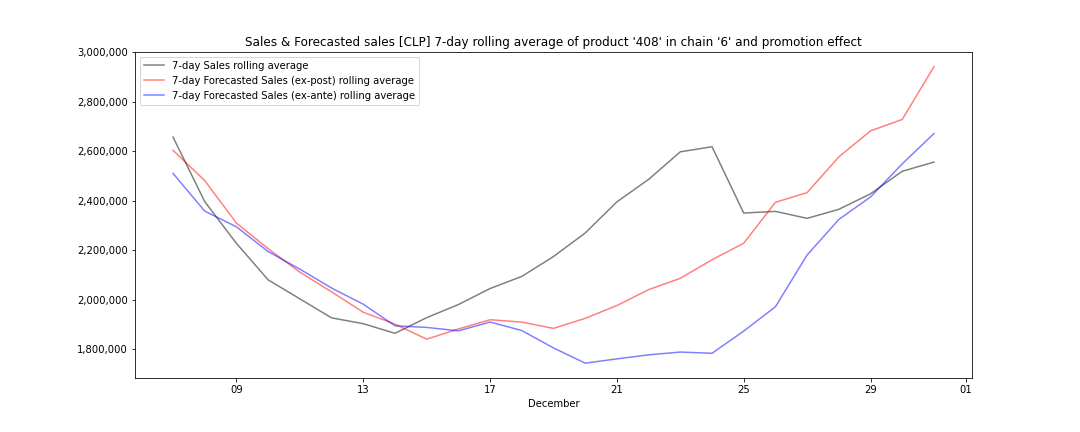 Sales & Forecasted sales [CLP] 7-day rolling average of product '408' in chain '6' and promotion effect
3,000,000
2,800,000
2,600,000
2,400,000
2,200,000
2,000,000
1,800,000
7-day Sales rolling average
7-day Forecasted Sales (ex-post) rolling average
7-day Forecasted Sales (ex-ante) rolling average
09 13 17 21 25 29 01
December